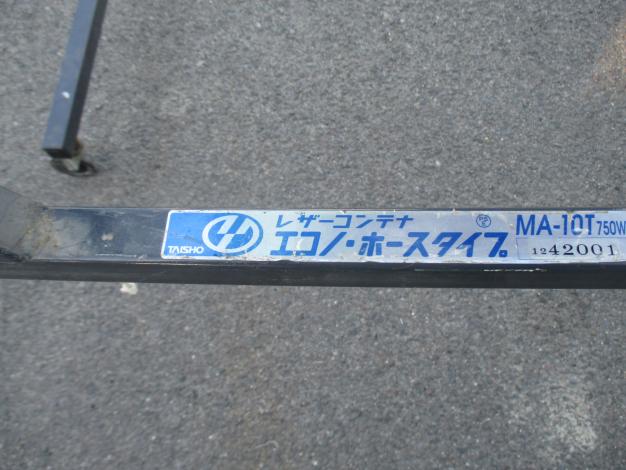 TAISHO
レザーコンテナ
エコノ・ホースタイプ
MA-10T 750W
1242001